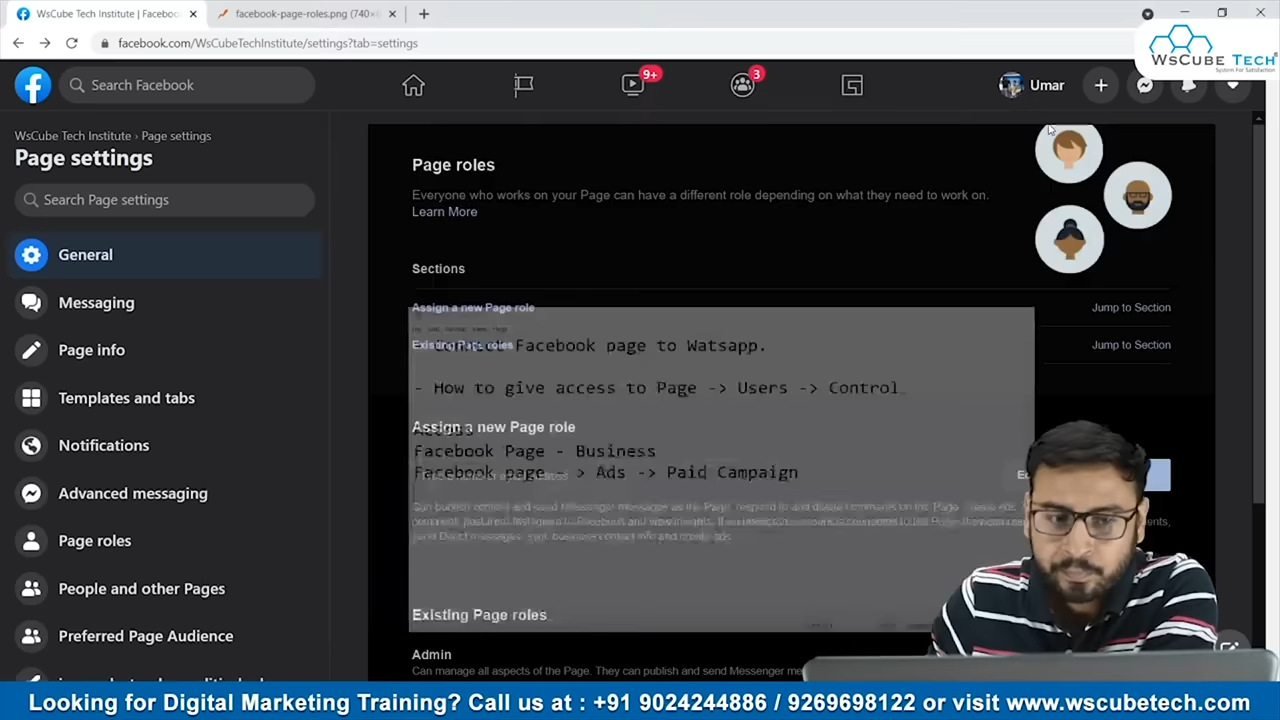 WsCube Tech Institute | Facebo
facebook-page-roles.png (740×
facebook.com/WsCubeTechInstitute/settings?tab=settings
WsCube Tech
System For Satisfaction
Search Facebook
9+
3
Umar
WsCube Tech Institute › Page settings
Page settings
Search Page settings
General
Messaging
Page info
Templates and tabs
Notifications
Advanced messaging
Page roles
People and other Pages
Preferred Page Audience
Page roles
Everyone who works on your Page can have a different role depending on what they need to work on.
Learn More
Sections
Assign a new Page role
Jump to Section
Existing Page roles
Jump to Section
Facebook page to Watsapp.
- How to give access to Page -> Users -> Control
Assign a new Page role
Facebook Page - Business
Facebook page - > Ads -> Paid Campaign
Existing Page roles
Admin
Can manage all aspects of the Page. They can publish and send Messenger me
Looking for Digital Marketing Training? Call us at : +91 9024244886 / 9269698122 or visit www.wscubetech.com